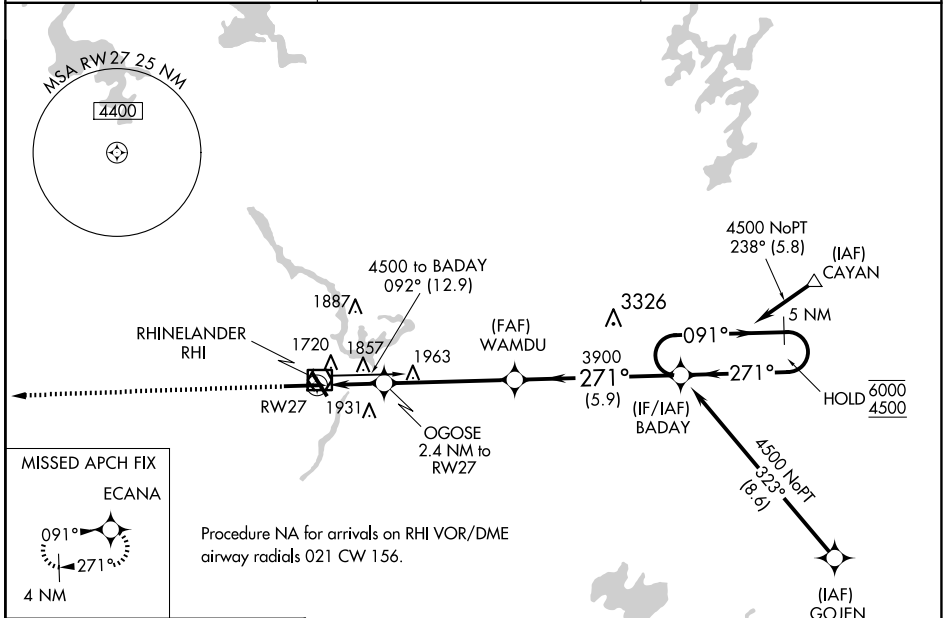 MSA RW27 25 NM
4400
4500 NoPT
238° (5.8)
(IAF)
CAYAN
4500 to BADAY
092° (12.9)
5 NM
1887
3326
RHINELANDER
RHI
1720
1857
1963
(FAF)
WAMDU
3900
271°
(5.9)
091°
271°
HOLD
6000
4500
(IF/IAF)
BADAY
RW27
1931
OGOSE
2.4 NM to
RW27
4500 NoPT
323°
(8.6)
MISSED APCH FIX
ECANA
091°
271°
4 NM
Procedure NA for arrivals on RHI VOR/DME
airway radials 021 CW 156.
(IAF)
GOJEN